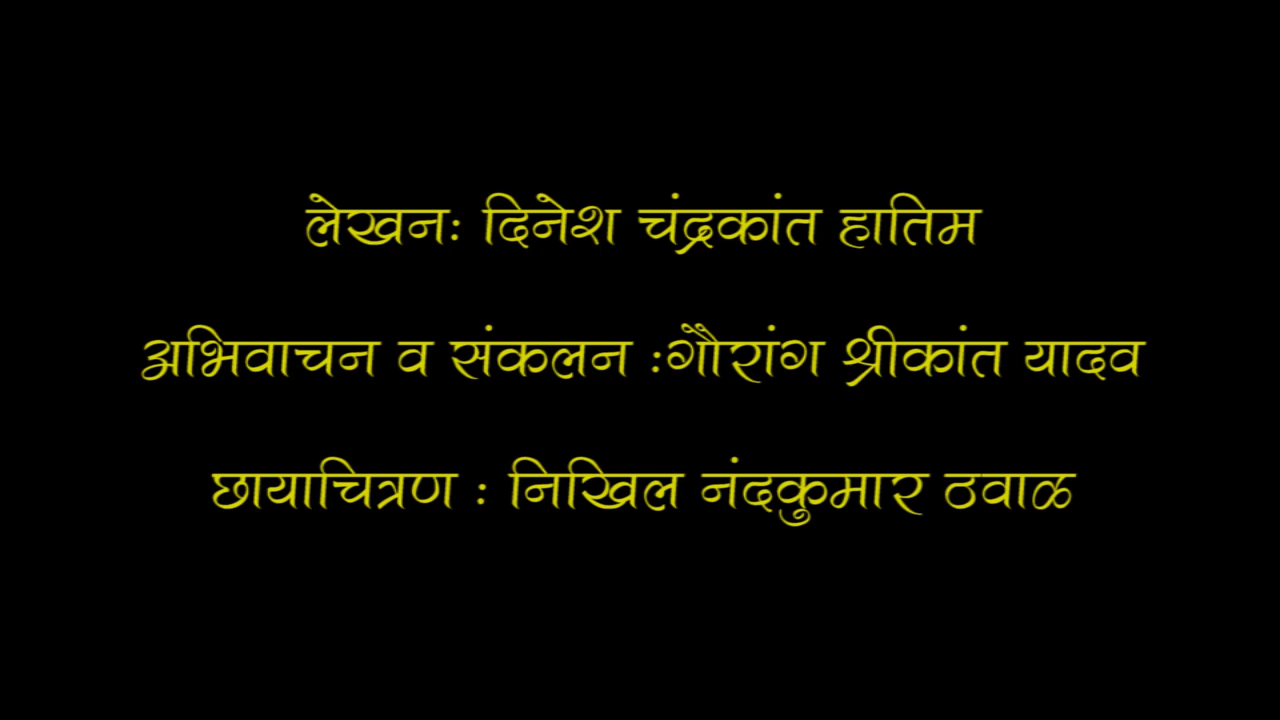 लेखनः दिनेश चंद्रकांत हातिम
अभिवाचन व संकलन :गौरांग श्रीकांत यादव
छायाचित्रण : निखिल नंदकुमार ठवाळ